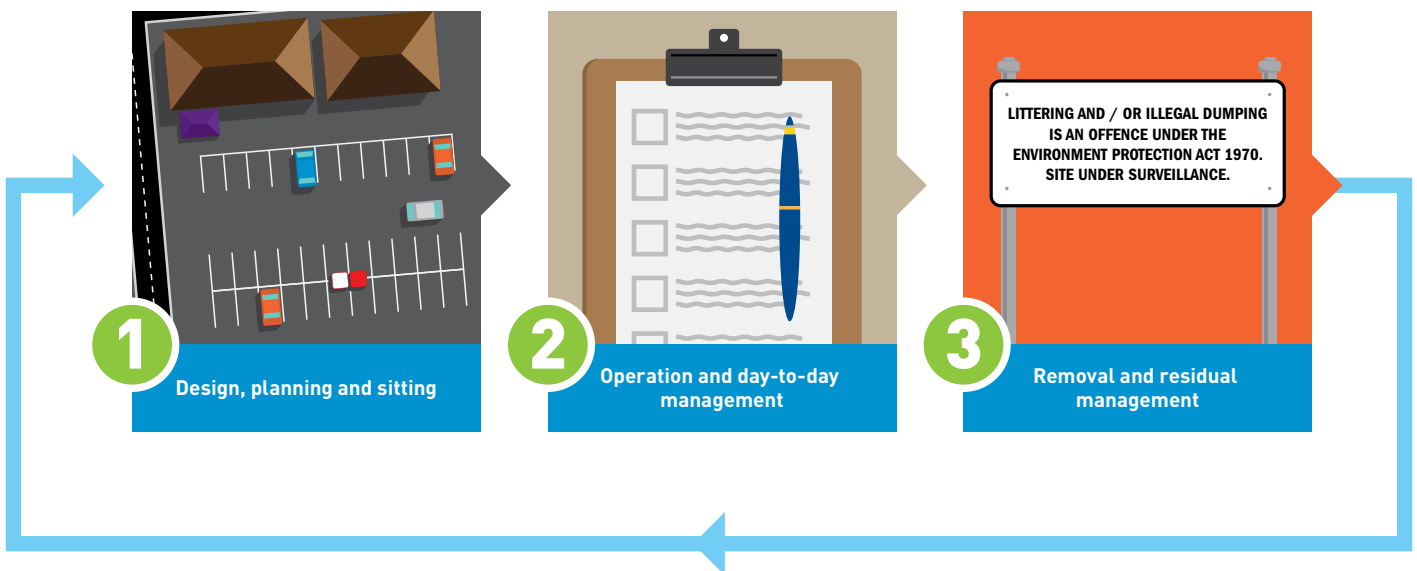 LITTERING AND / OR ILLEGAL DUMPING
IS AN OFFENCE UNDER THE
ENVIRONMENT PROTECTION ACT 1970.
SITE UNDER SURVEILLANCE.
1
Design, planning and sitting
2
Operation and day-to-day
management
3
Removal and residual
management